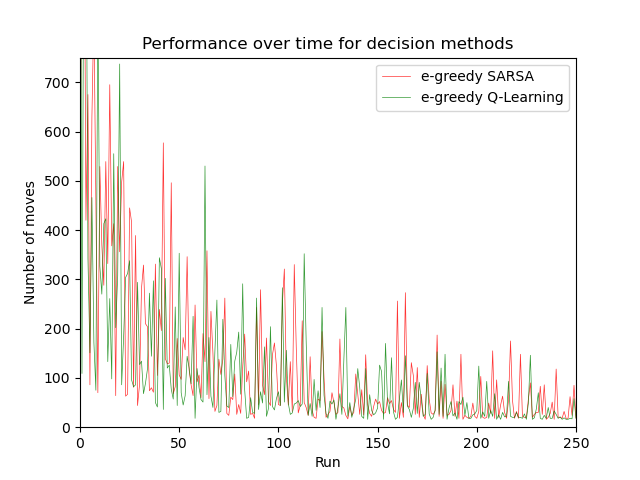 Performance over time for decision methods
e-greedy SARSA
e-greedy Q-Learning
700
600
500
400
300
200
100
0
Number of moves
0 50 100 150 200 250
Run